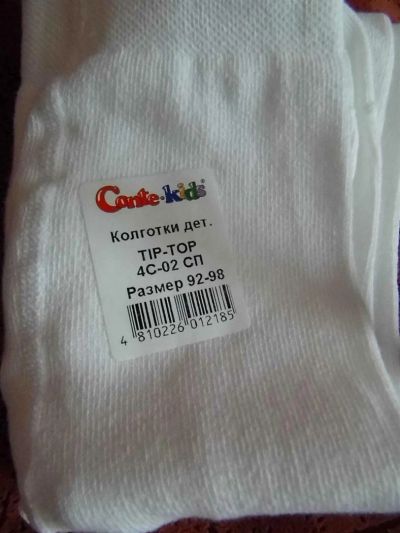 Conte-kids®
Колготки дет.
TIP-TOP
4С-02 СП
Размер 92-98
4 810226 012185